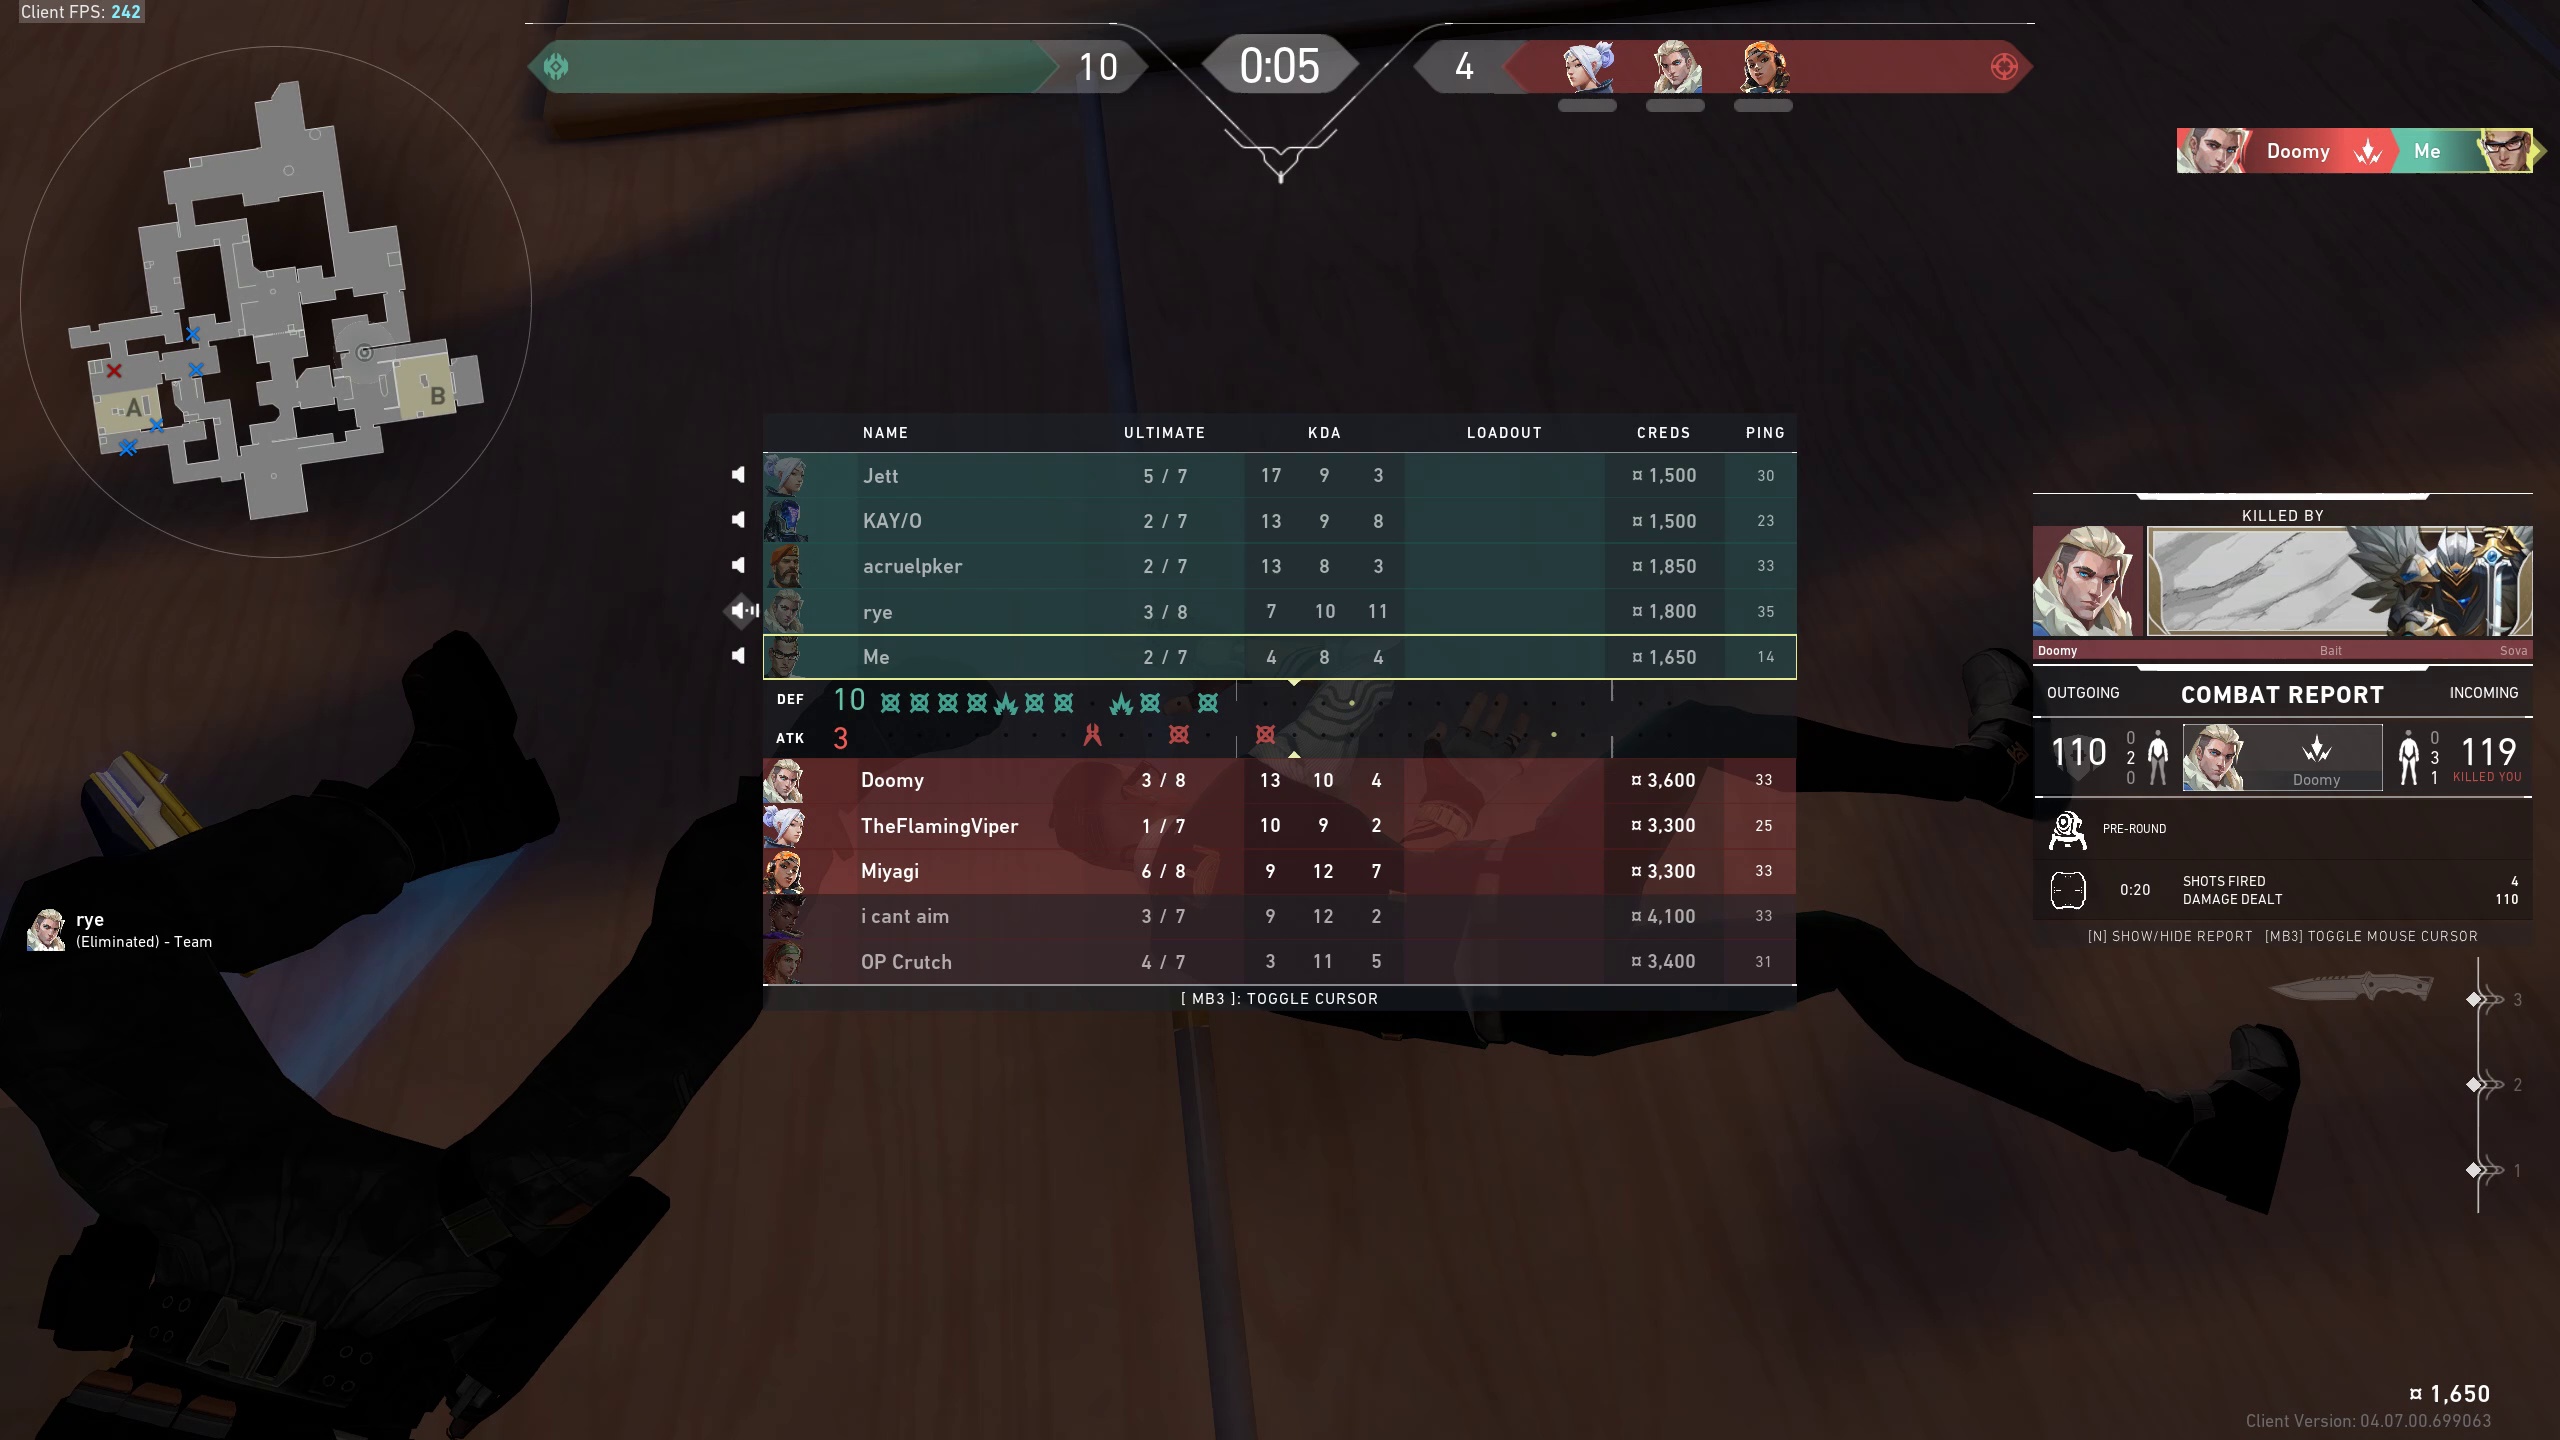 Client FPS: 242
10 0:05 4
Doomy Me
A
B
NAME ULTIMATE KDA LOADOUT CREDS PING
Jett 5 / 7 17 9 3 ¤ 1,500 30
KAY/O 2 / 7 13 9 8 ¤ 1,500 23
acruelpker 2 / 7 13 8 3 ¤ 1,850 33
rye 3 / 8 7 10 11 ¤ 1,800 35
Me 2 / 7 4 8 4 ¤ 1,650 14
DEF 10
ATK 3
Doomy 3 / 8 13 10 4 ¤ 3,600 33
TheFlamingViper 1 / 7 10 9 2 ¤ 3,300 25
Miyagi 6 / 8 9 12 7 ¤ 3,300 33
i cant aim 3 / 7 9 12 2 ¤ 4,100 33
OP Crutch 4 / 7 3 11 5 ¤ 3,400 31
[ MB3 ]: TOGGLE CURSOR
rye
(Eliminated) - Team
KILLED BY
Doomy Bait Sova
OUTGOING COMBAT REPORT INCOMING
110 0 2 0 Doomy 0 3 1 119
KILLED YOU
PRE-ROUND
0:20 SHOTS FIRED 4
DAMAGE DEALT 110
[N] SHOW/HIDE REPORT [MB3] TOGGLE MOUSE CURSOR
3
2
1
¤ 1,650
Client Version: 04.07.00.699063